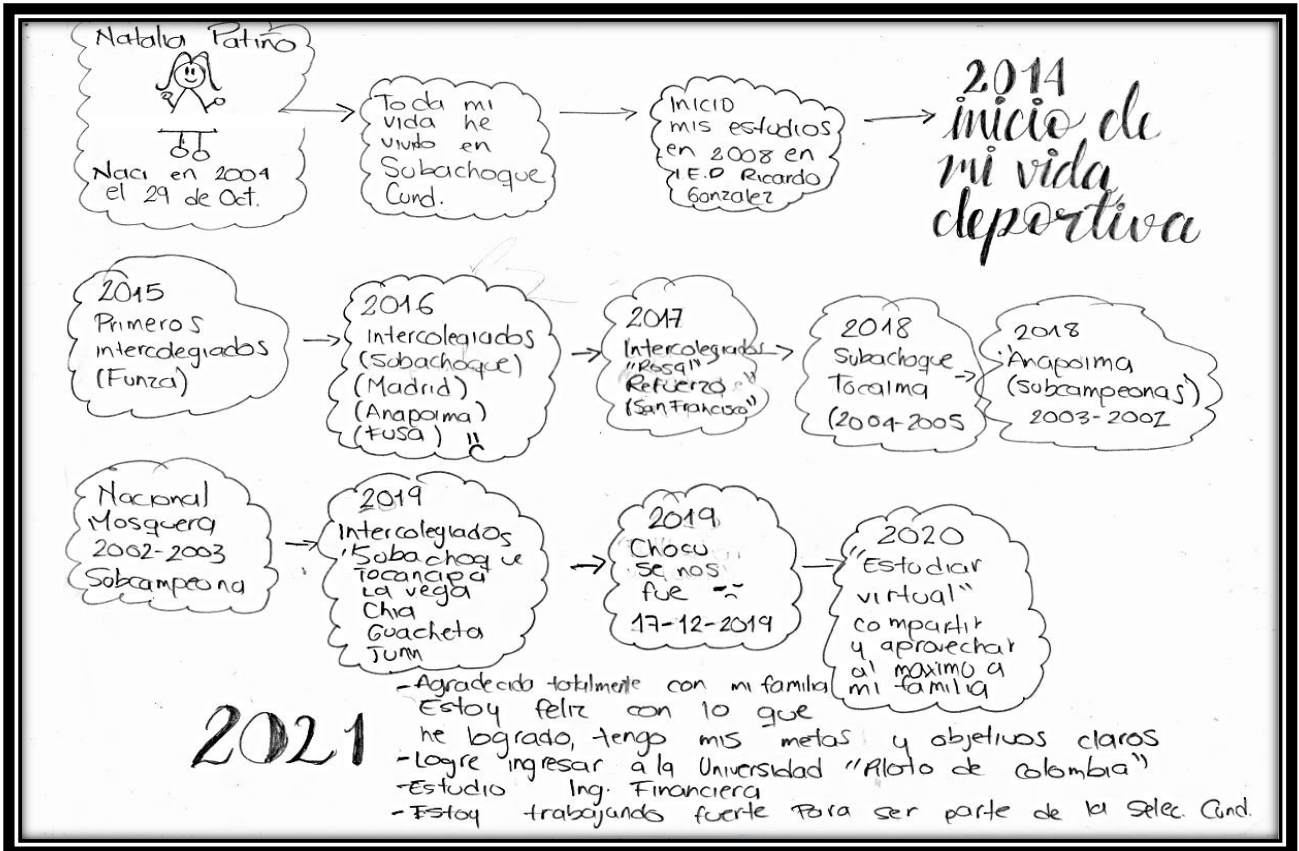 Natalia Patiño
Naci en 2004
el 29 de Oct.
Toda mi
vida he
vivido en
Subachoque
Cund.
INICIO
mis estudios
en 2008 en
I.E.D Ricardo
Gonzalez
2014
inicio de
mi vida
deportiva
2015
Primeros
intercolegiados
(Funza)
2016
Intercolegiados
(Subachoque)
(Madrid)
(Anapoima)
(Fusa)
2017
Intercolegiados
"Rosa"
Refuerzo
(San Francisco")
2018
Subachoque
Tocaima
(2004-2005
2018
"Anapoima
(subcampeonas")
2003-2002
Nacional
Mosquera
2002-2003
Subcampeona
2019
Intercolegiados
"Subachoque
Tocancipa
La vega
Chia
Guacheta
Junin
2019
Chocu
se nos
fue
17-12-2019
2020
"Estudiar
virtual"
compartir
y aprovechar
al maximo a
mi familia
2021
-Agradecida totalmente con mi familia
Estoy feliz con lo que
he logrado, tengo mis metas y objetivos claros
-Logre ingresar a la Universidad "Piloto de colombia"
-Estudio Ing. Financiera
-Estoy trabajando fuerte Para ser parte de la Selec. Cund.